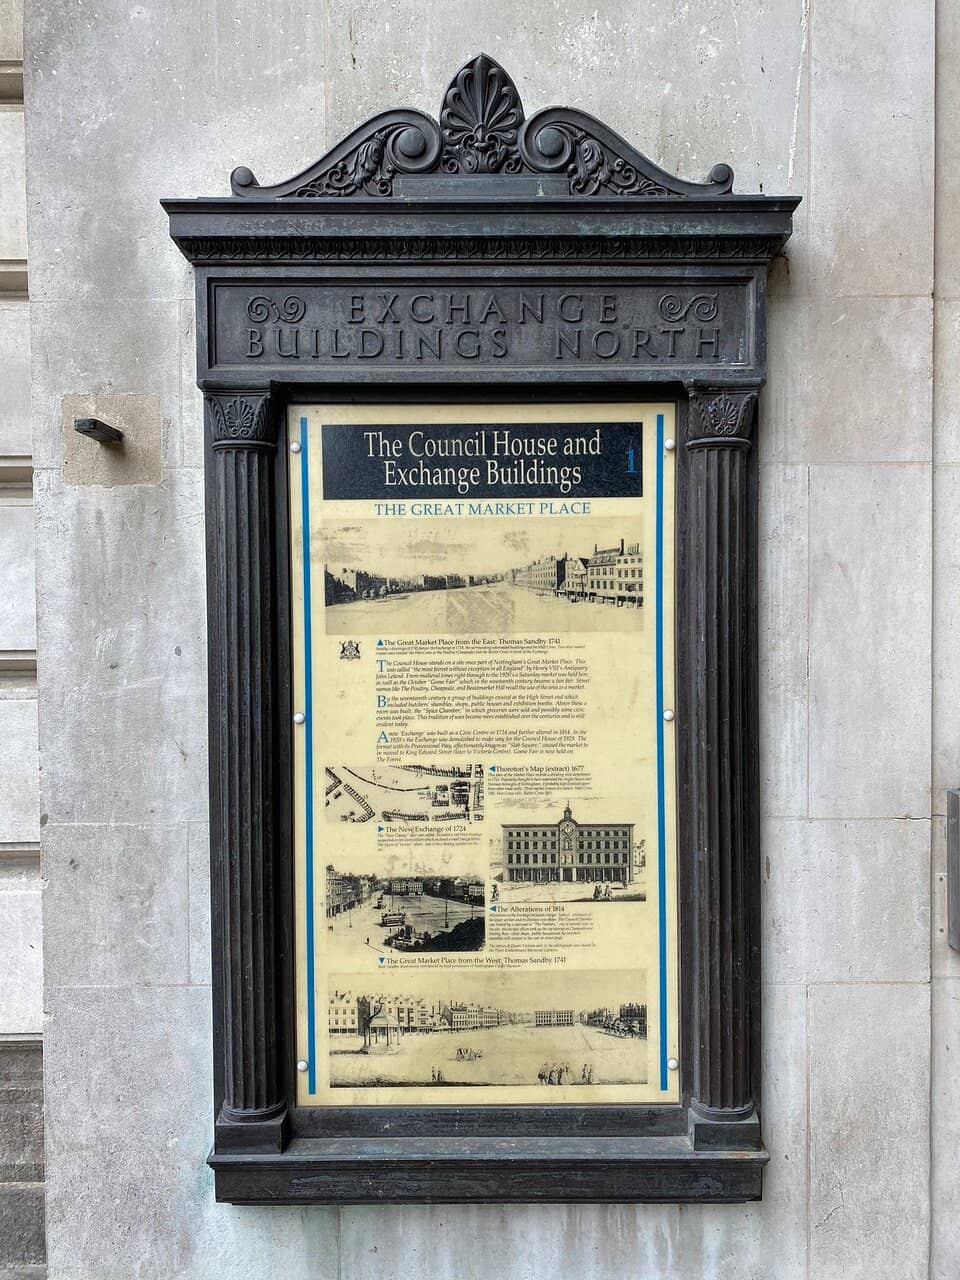 EXCHANGE
BUILDINGS NORTH
The Council House and
Exchange Buildings
1
THE GREAT MARKET PLACE
▲The Great Market Place from the East: Thomas Sandby 1741
The Council House stands on a site once part of Nottingham's Great Market Place. This
was called "the most fairest without exception in all England" by Henry VIII's Antiquary
John Leland. From medieval times right through to the 1920's a Saturday market was held here
as well as the October "Goose Fair" which in the nineteenth century became a fun fair. Street
names like The Poultry, Cheapside, and Beastmarket Hill recall the use of the area as a market.
By the seventeenth century a group of buildings existed at the High Street end which
included butchers' shambles, shops, public houses and exhibition booths. Above these a
room was built, the "Spice Chamber," in which groceries were sold and possibly some civic
events took place. This tradition of uses became more established over the centuries and is still
evident today.
A new 'Exchange' was built as a Civic Centre in 1724 and further altered in 1814. In the
1920's the Exchange was demolished to make way for the Council House of 1929. The
format with its Processional Way, affectionately known as "Slab Square," caused the market to
be moved to King Edward Street (later to Victoria Centre). Goose Fair is now held on
The Forest.
◀Thoroton's Map (extract) 1677
▶The New Exchange of 1724
◀The Alterations of 1814
▼The Great Market Place from the West: Thomas Sandby 1741